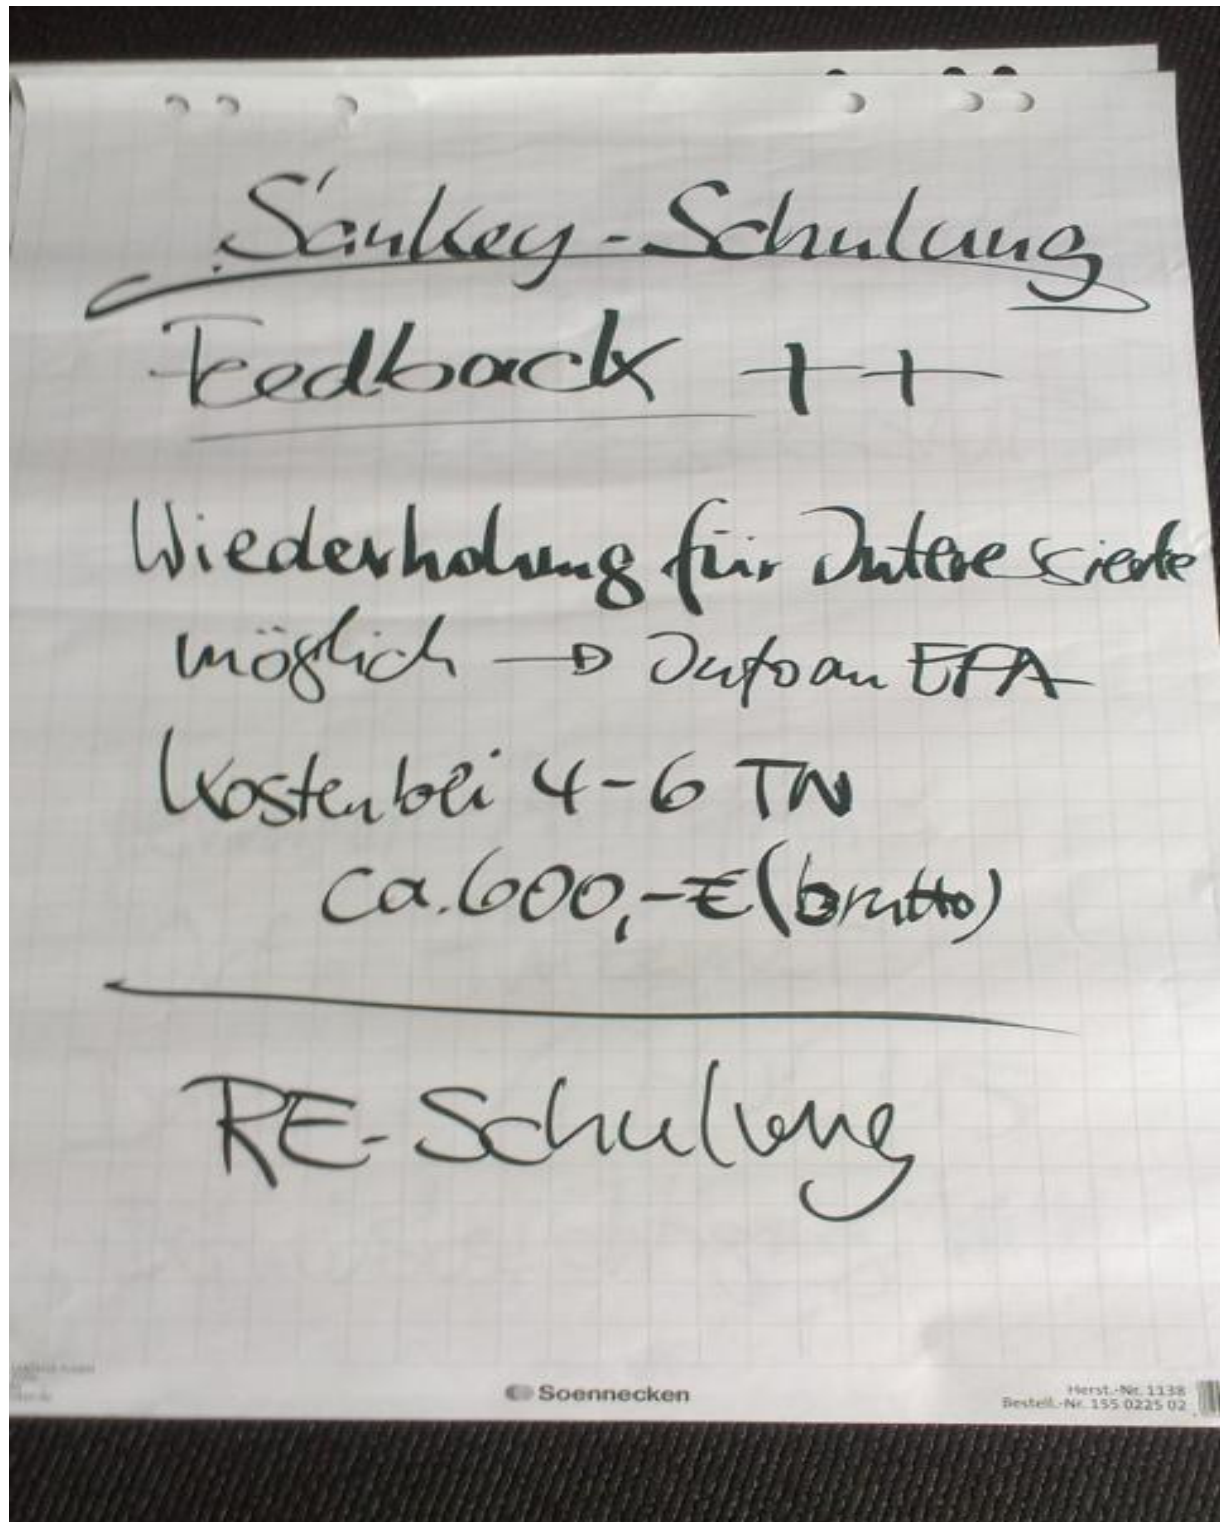 Sankey-Schulung
Feedback ++
Wiederholung für Interessierte
möglich → Info an EFA
Kosten bei 4-6 TN
ca. 600,-€ (brutto)
RE-Schulung
Soennecken
Herst.-Nr. 1138
Bestell.-Nr. 155 0225 02